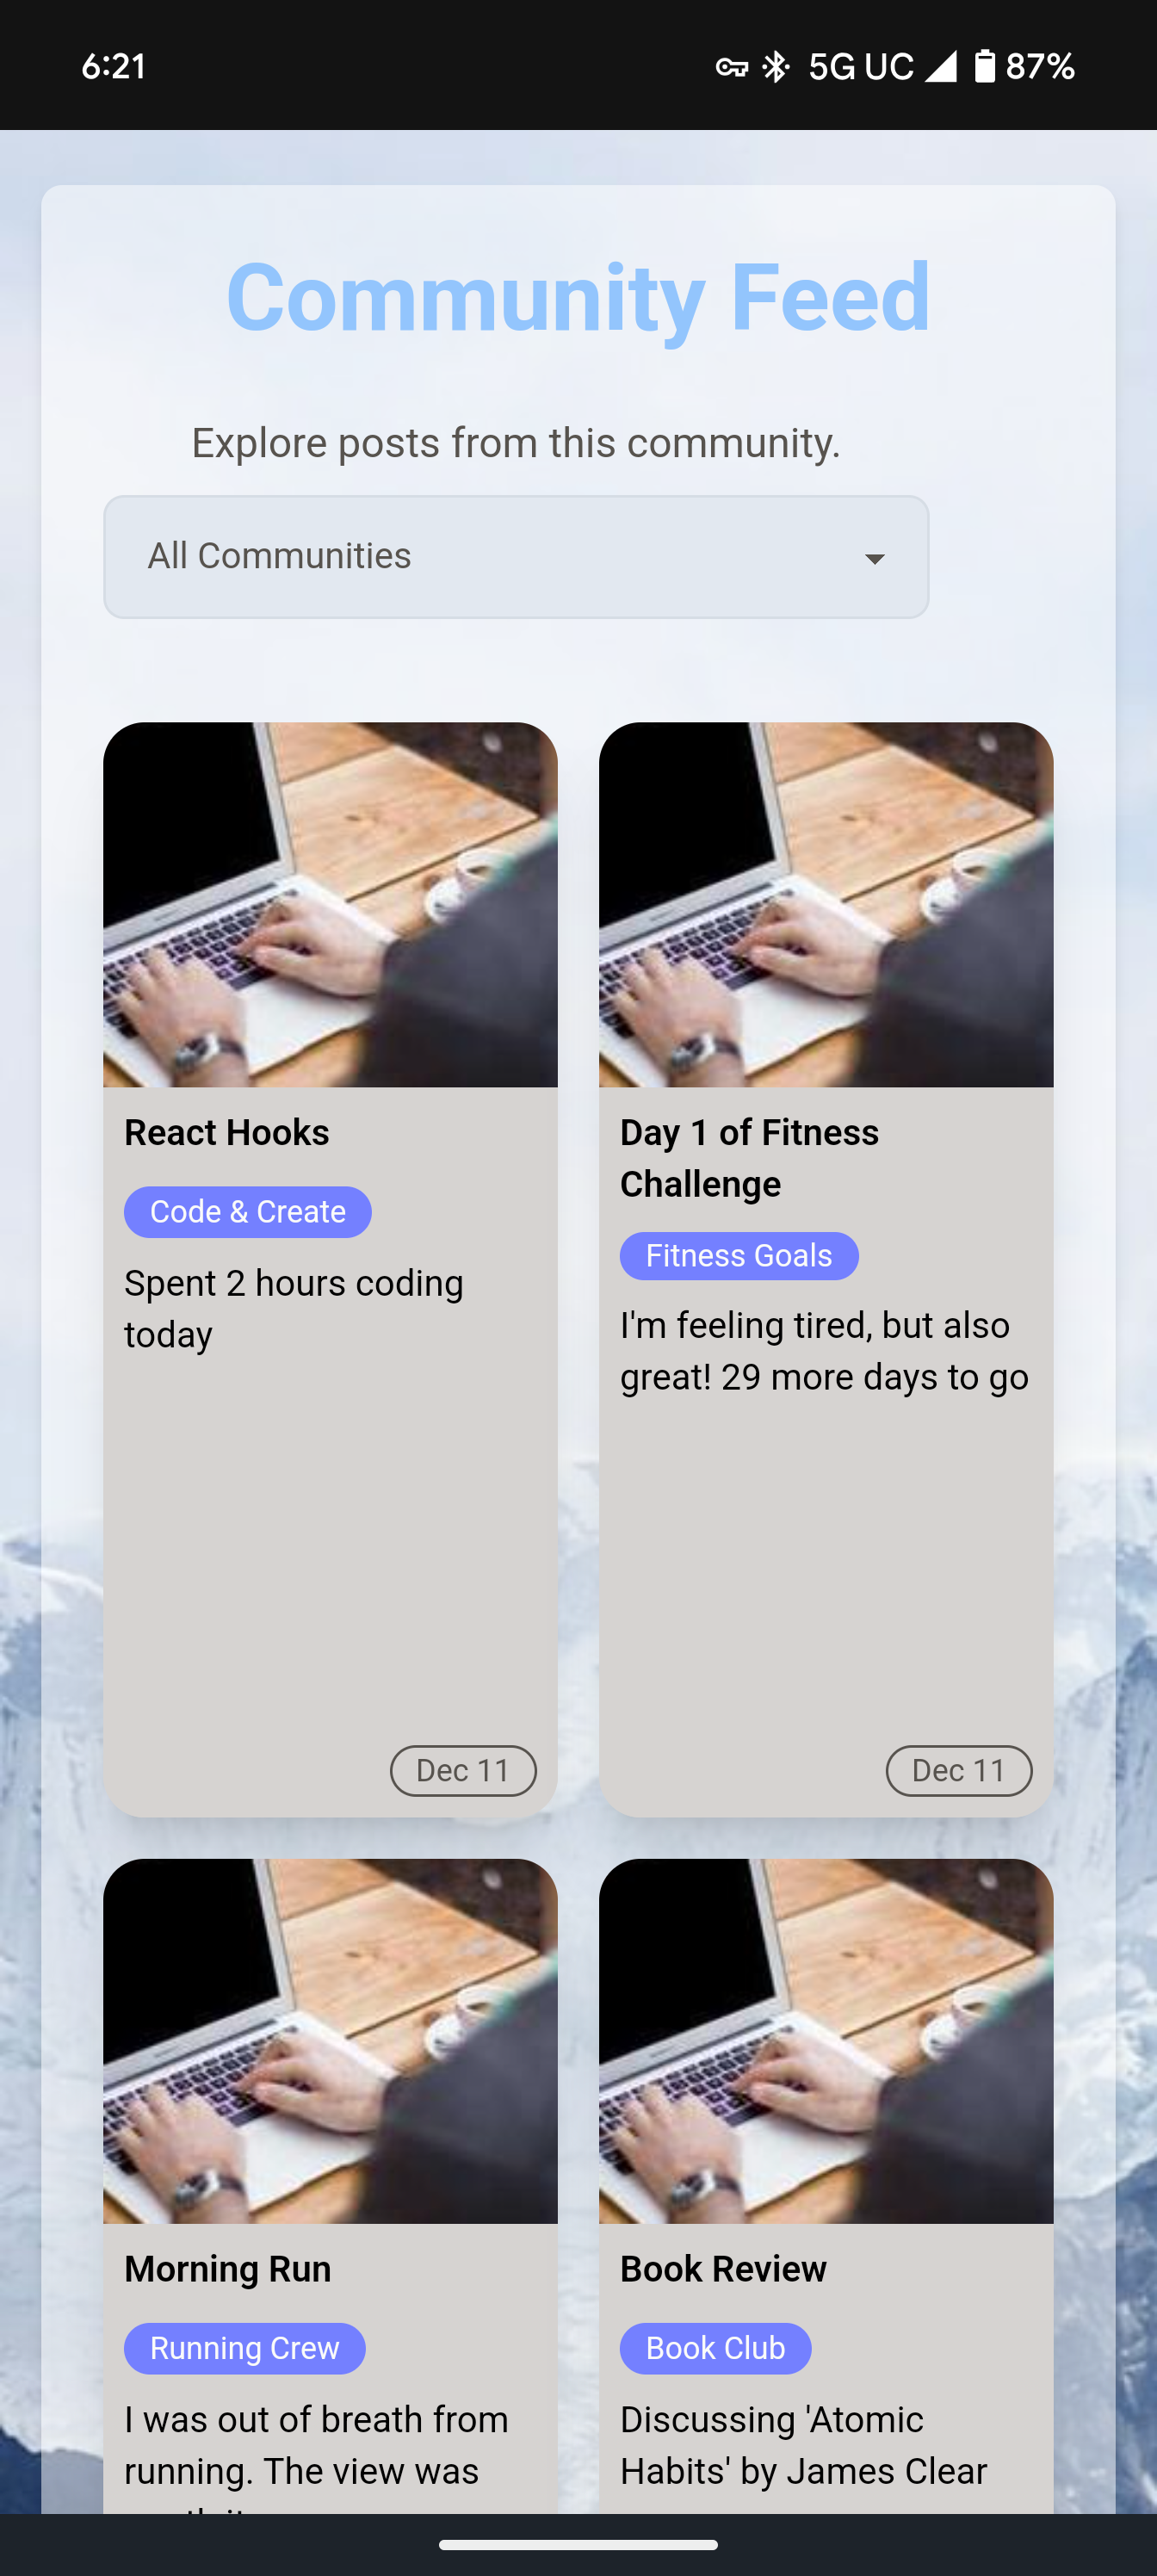 6:21
5G UC 87%
Community Feed
Explore posts from this community.
All Communities
React Hooks
Code & Create
Spent 2 hours coding
today
Dec 11
Day 1 of Fitness
Challenge
Fitness Goals
I'm feeling tired, but also
great! 29 more days to go
Dec 11
Morning Run
Running Crew
I was out of breath from
running. The view was
Book Review
Book Club
Discussing 'Atomic
Habits' by James Clear